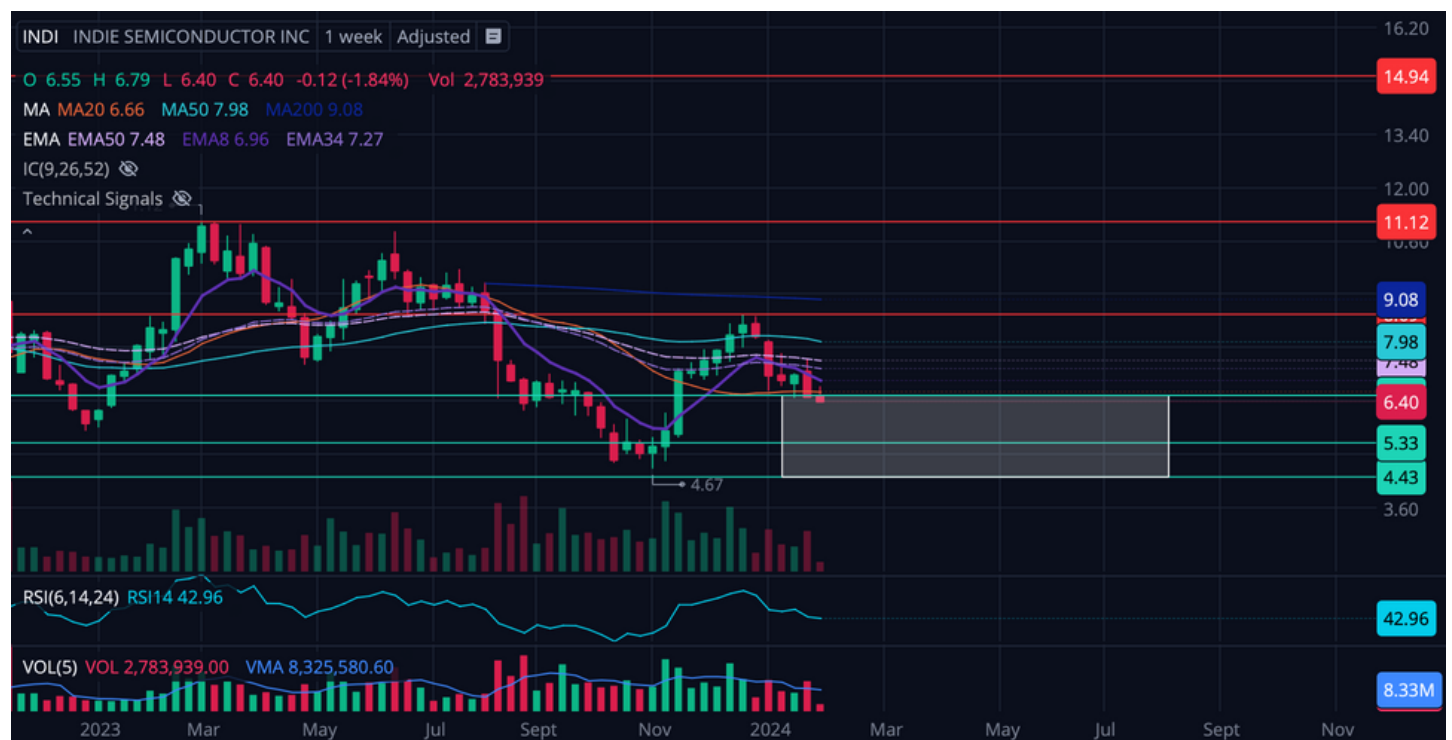 INDI INDIE SEMICONDUCTOR INC 1 week Adjusted
O 6.55 H 6.79 L 6.40 C 6.40 -0.12 (-1.84%) Vol 2,783,939
MA MA20 6.66 MA50 7.98 MA200 9.08
EMA EMA50 7.48 EMA8 6.96 EMA34 7.27
IC(9,26,52)
Technical Signals
16.20
14.94
13.40
12.00
11.12
10.60
9.08
7.98
7.48
6.40
5.33
4.43
3.60
4.67
RSI(6,14,24) RSI14 42.96
42.96
VOL(5) VOL 2,783,939.00 VMA 8,325,580.60
8.33M
2023 Mar May Jul Sept Nov 2024 Mar May Jul Sept Nov